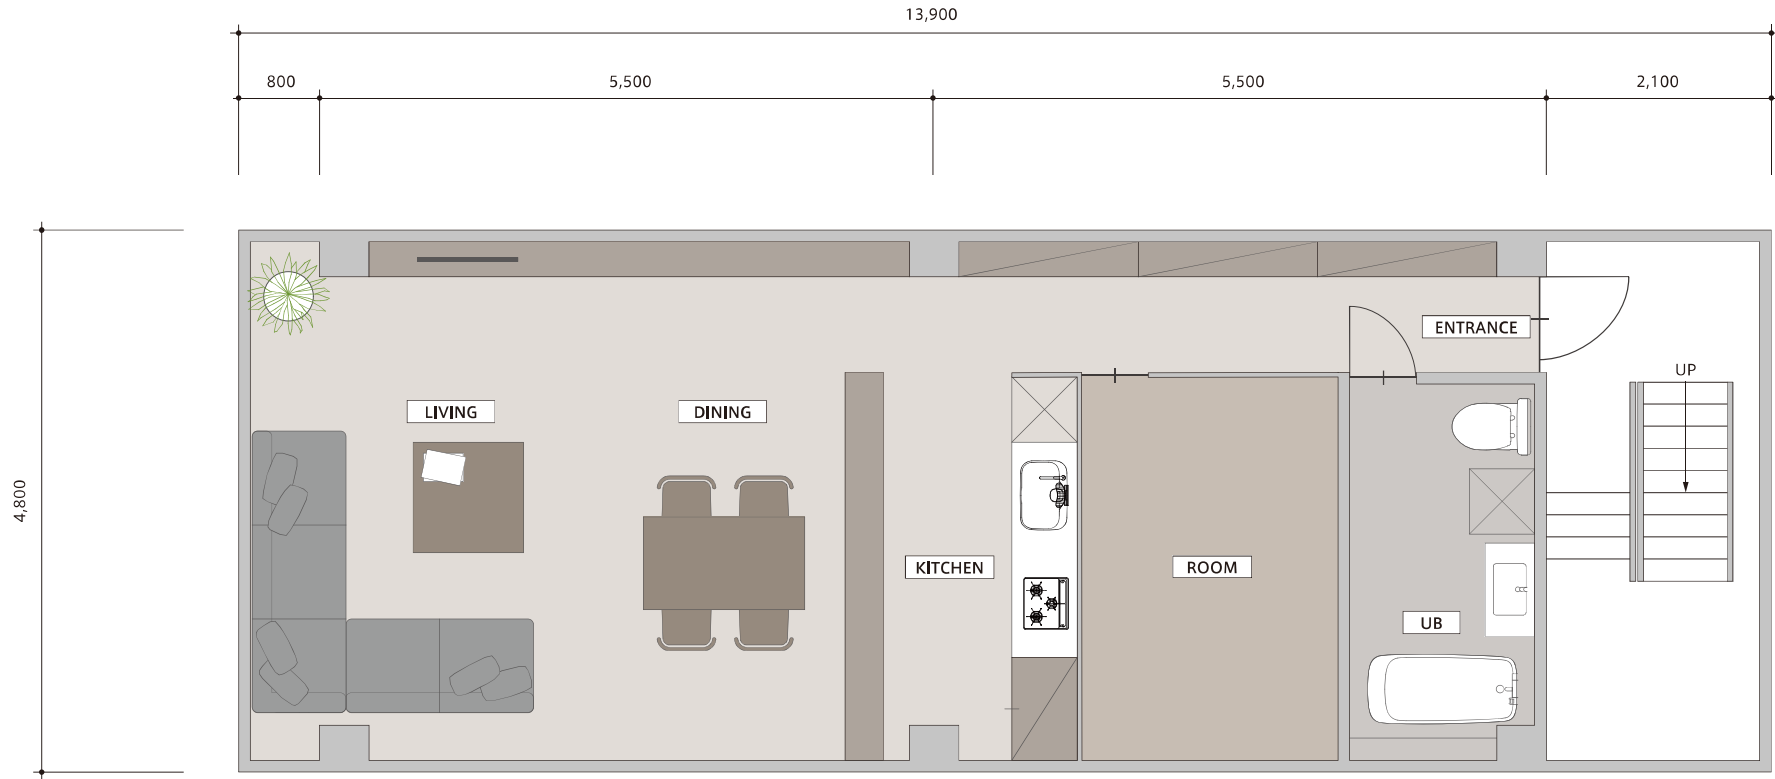 13,900
800
5,500
5,500
2,100
4,800
ENTRANCE
UP
LIVING
DINING
KITCHEN
ROOM
UB